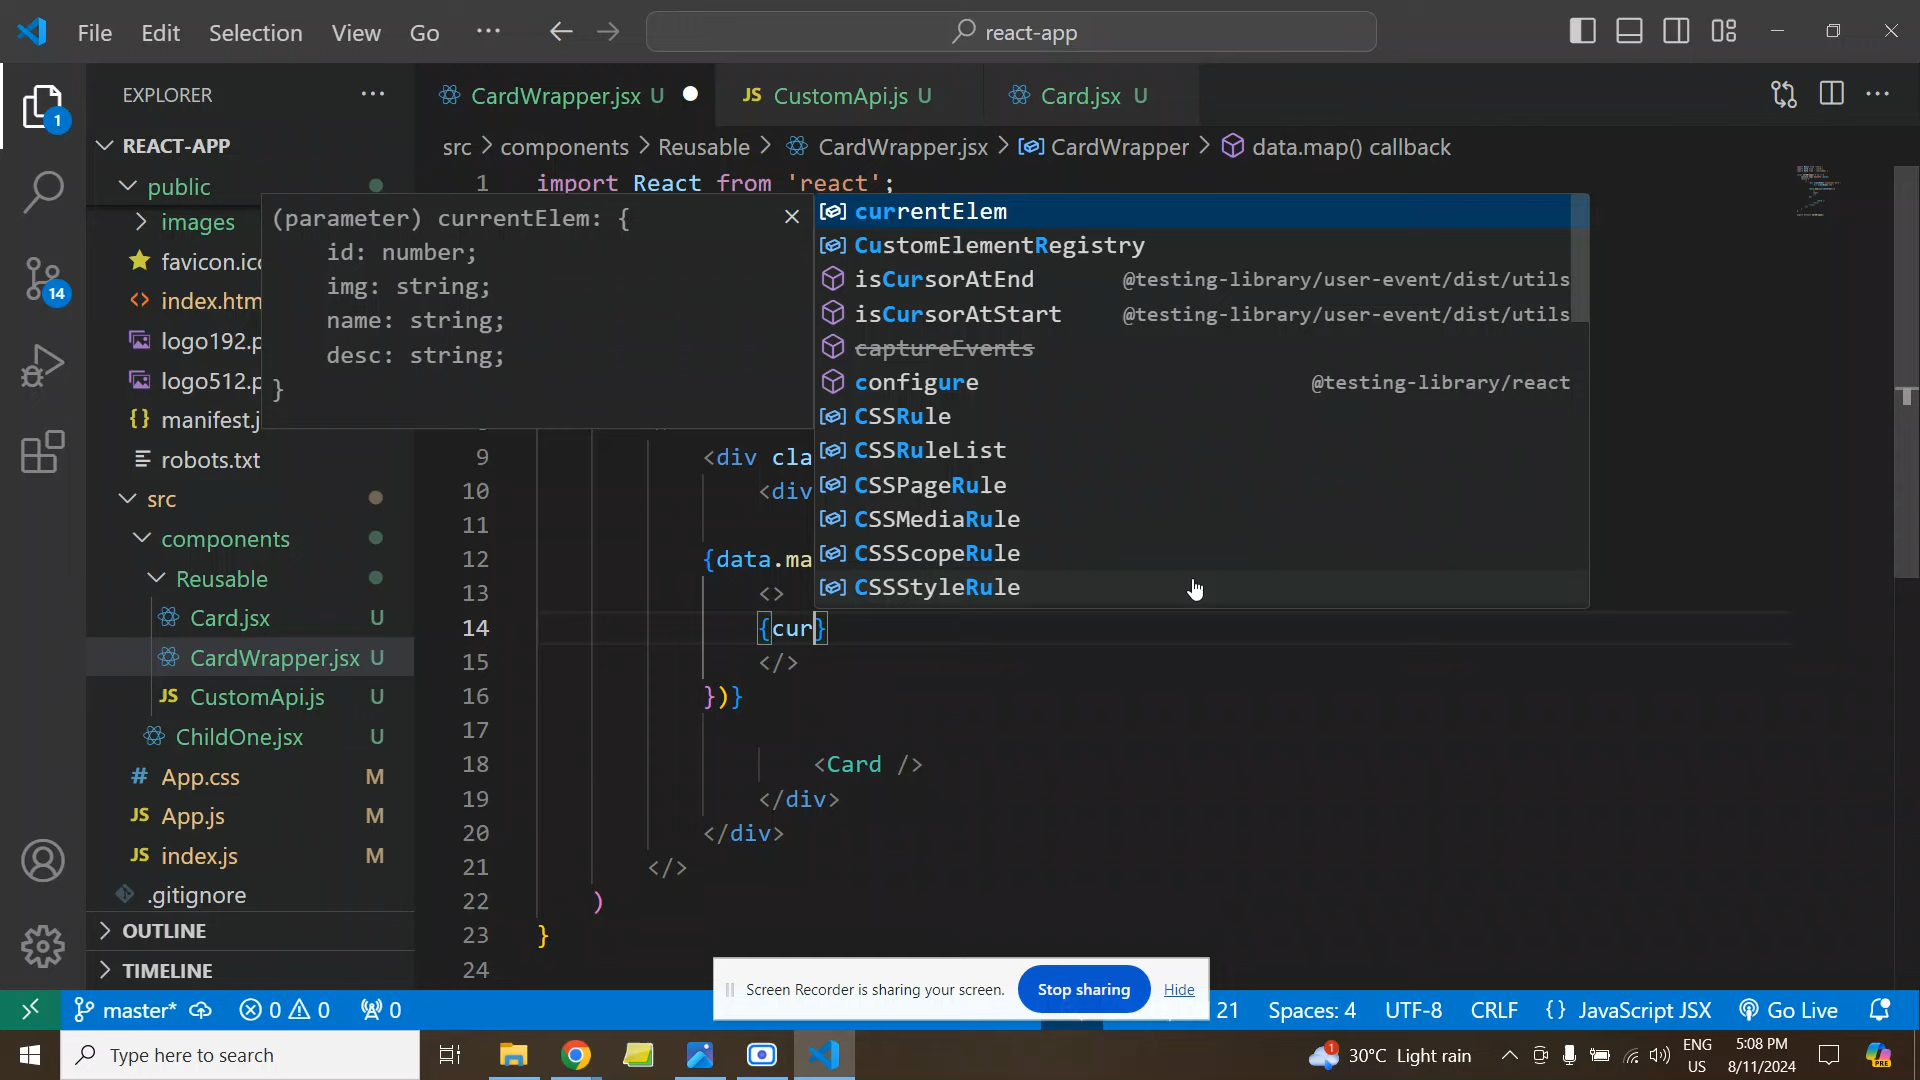 File Edit Selection View Go ··· react-app
EXPLORER ···
CardWrapper.jsx U
JS CustomApi.js U
Card.jsx U
REACT-APP
src > components > Reusable > CardWrapper.jsx > CardWrapper > data.map() callback
public
images
favicon.ic
index.htm
logo192.p
logo512.p
{} manifest.j
robots.txt
src
components
Reusable
Card.jsx U
CardWrapper.jsx U
JS CustomApi.js U
ChildOne.jsx U
# App.css M
JS App.js M
JS index.js M
.gitignore
OUTLINE
TIMELINE
1
14
1 import React from 'react';
(parameter) currentElem: {
id: number;
img: string;
name: string;
desc: string;
}
currentElem
CustomElementRegistry
isCursorAtEnd @testing-library/user-event/dist/utils
isCursorAtStart @testing-library/user-event/dist/utils
captureEvents
configure @testing-library/react
CSSRule
CSSRuleList
CSSPageRule
CSSMediaRule
CSSScopeRule
CSSStyleRule
9 <div cla
10 <div
11
12 {data.ma
13 <>
14 {cur}
15 </>
16 })}
17
18 <Card />
19 </div>
20 </div>
21 </>
22 )
23 }
24
Screen Recorder is sharing your screen. Stop sharing Hide
master* 0 0 0 21 Spaces: 4 UTF-8 CRLF {} JavaScript JSX Go Live
Type here to search
1 30°C Light rain ENG US 5:08 PM 8/11/2024 PRE